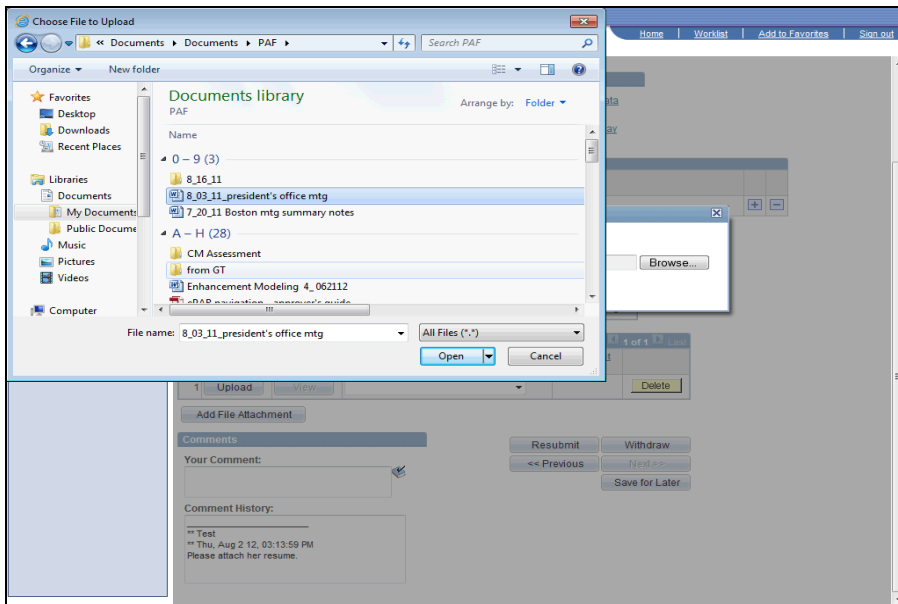 Choose File to Upload
« Documents ▸ Documents ▸ PAF ▸
Search PAF
Home | Worklist | Add to Favorites | Sign out
Organize
New folder
Favorites
Desktop
Downloads
Recent Places
Libraries
Documents
My Documents
Public Docume
Music
Pictures
Videos
Computer
Documents library
PAF
Arrange by: Folder
Name
0 – 9 (3)
8_16_11
8_03_11_president's office mtg
7_20_11 Boston mtg summary notes
A – H (28)
CM Assessment
from GT
Enhancement Modeling 4_062112
ePAR navigation - approver's guide
File name: 8_03_11_president's office mtg
All Files (*.*)
Open
Cancel
Browse...
1 of 1 Last
1 Upload View
Delete
Add File Attachment
Comments
Your Comment:
Comment History:
** Test
** Thu, Aug 2 12, 03:13:59 PM
Please attach her resume.
Resubmit
Withdraw
<< Previous
Next >>
Save for Later